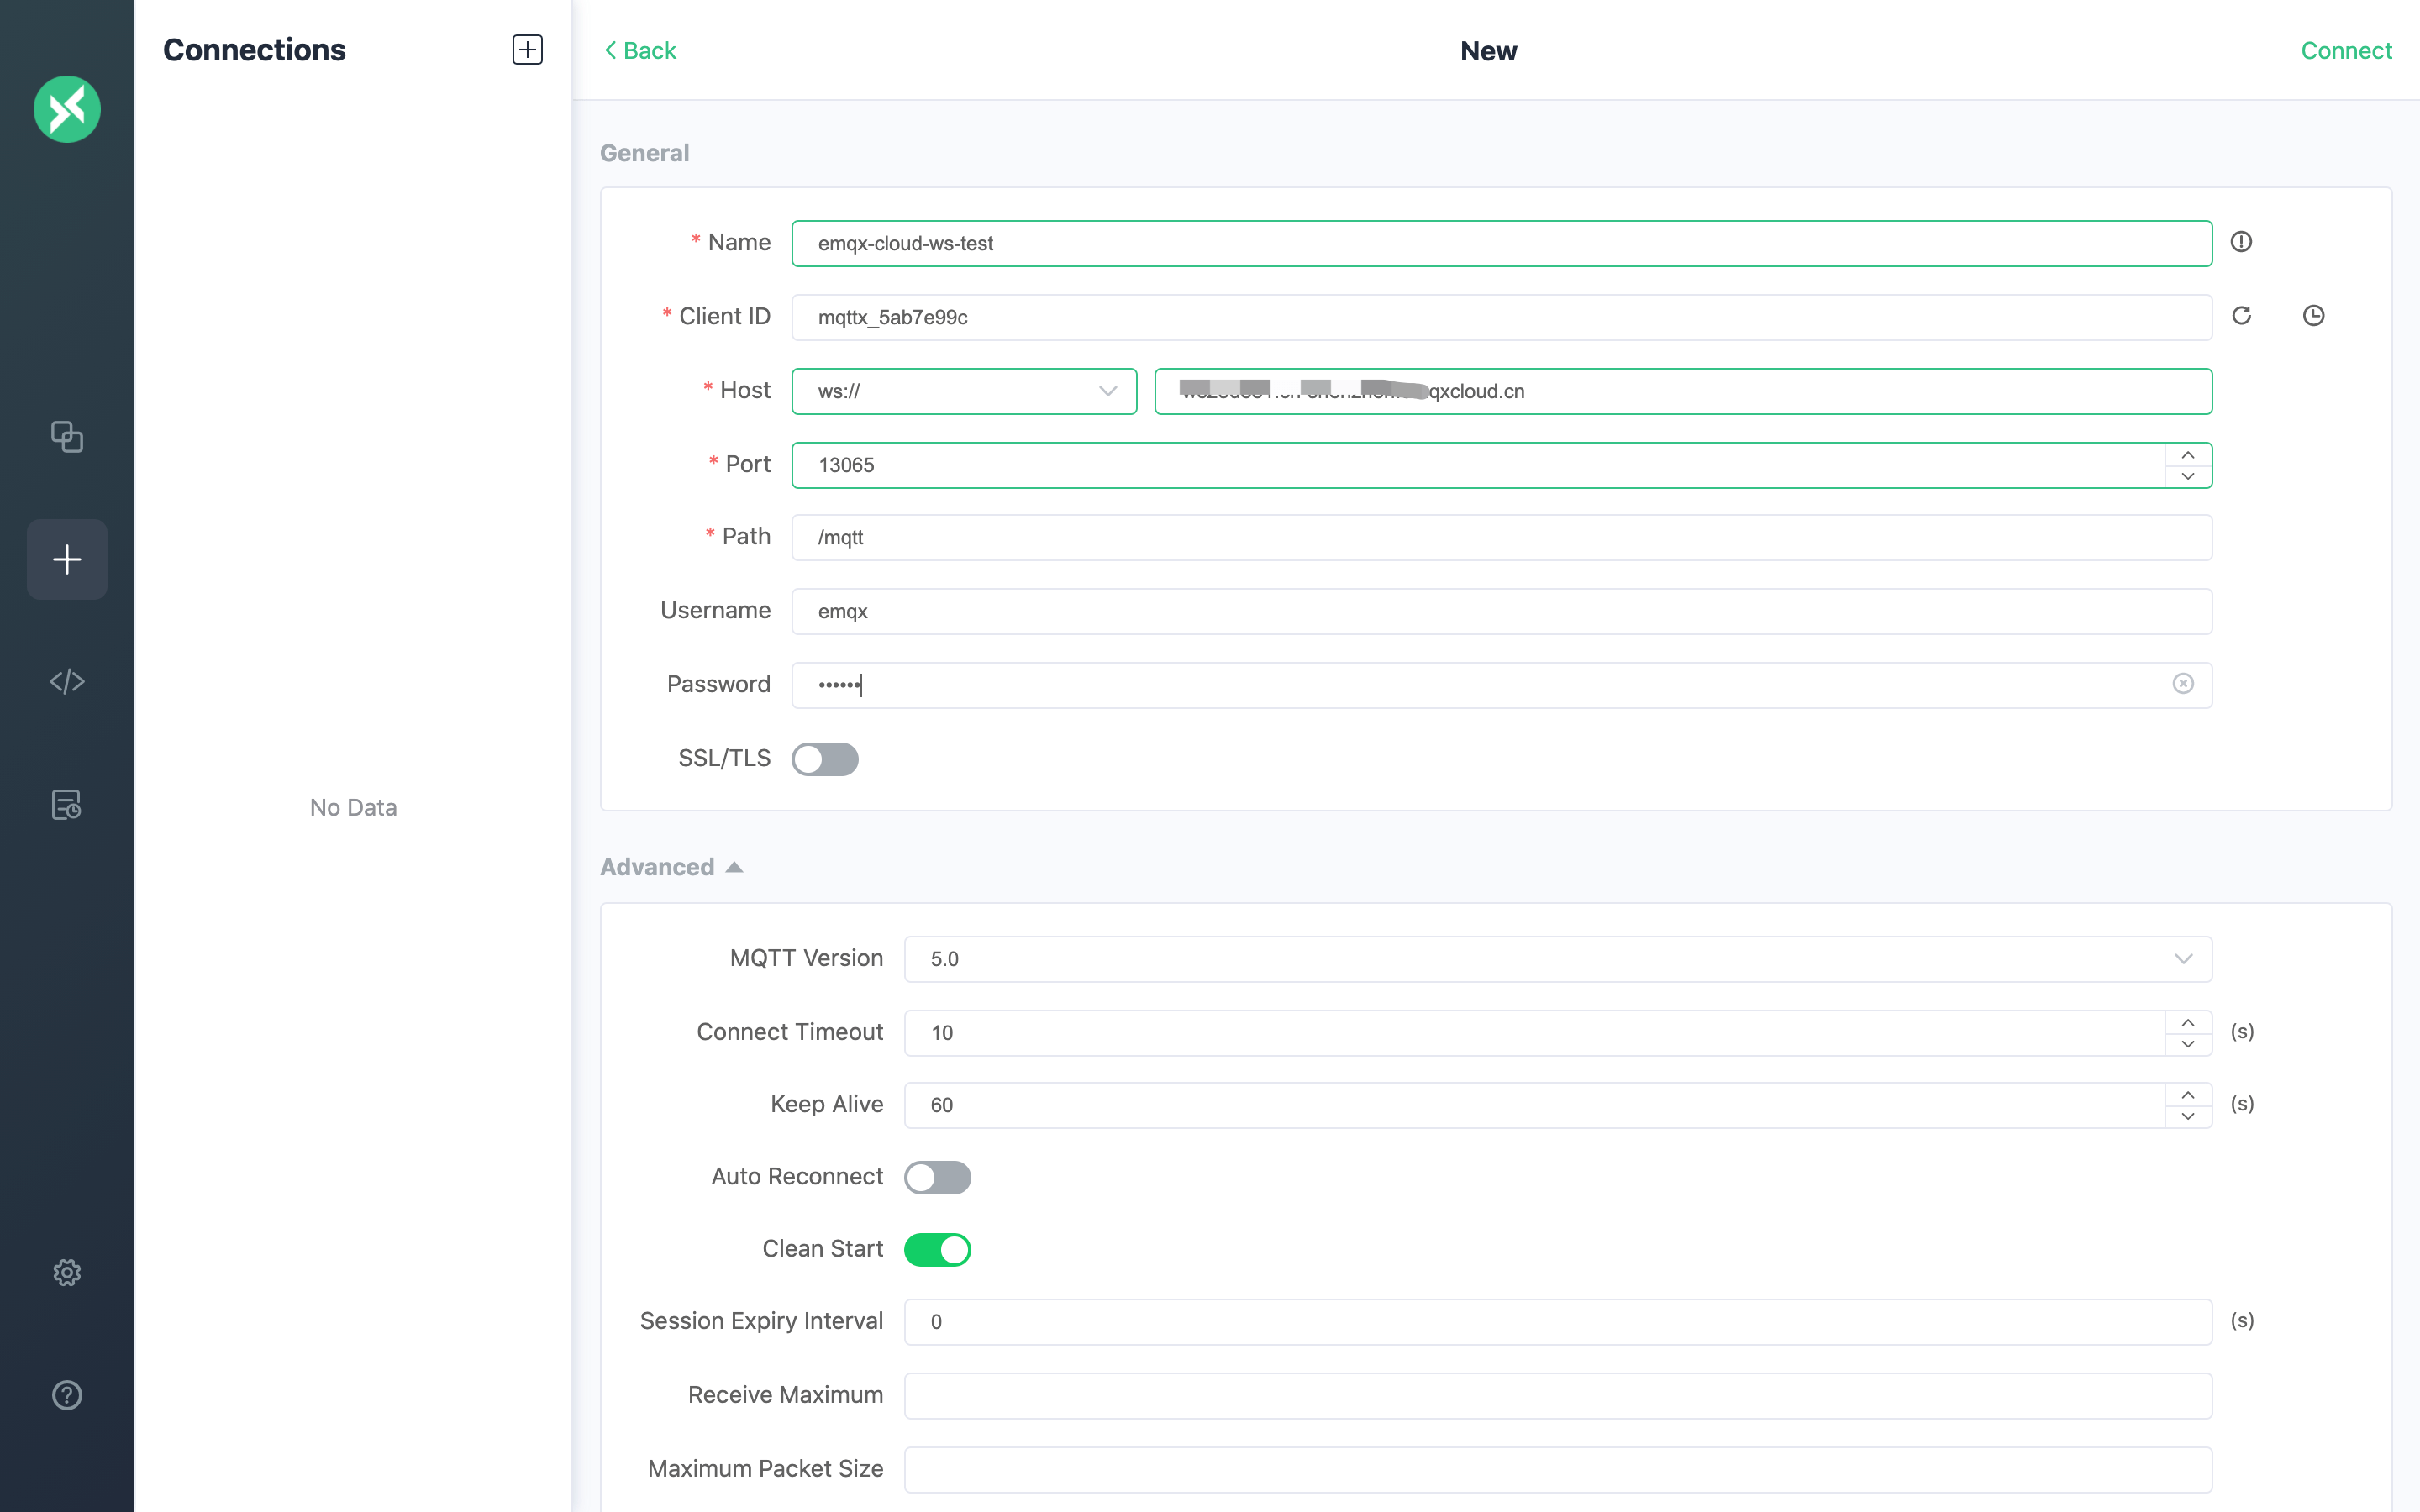 Connections
Back
New
Connect
General
* Name
emqx-cloud-ws-test
* Client ID
mqttx_5ab7e99c
* Host
ws://
qxcloud.cn
* Port
13065
* Path
/mqtt
Username
emqx
Password
••••••
SSL/TLS
No Data
Advanced
MQTT Version
5.0
Connect Timeout
10
(s)
Keep Alive
60
(s)
Auto Reconnect
Clean Start
Session Expiry Interval
0
(s)
Receive Maximum
Maximum Packet Size